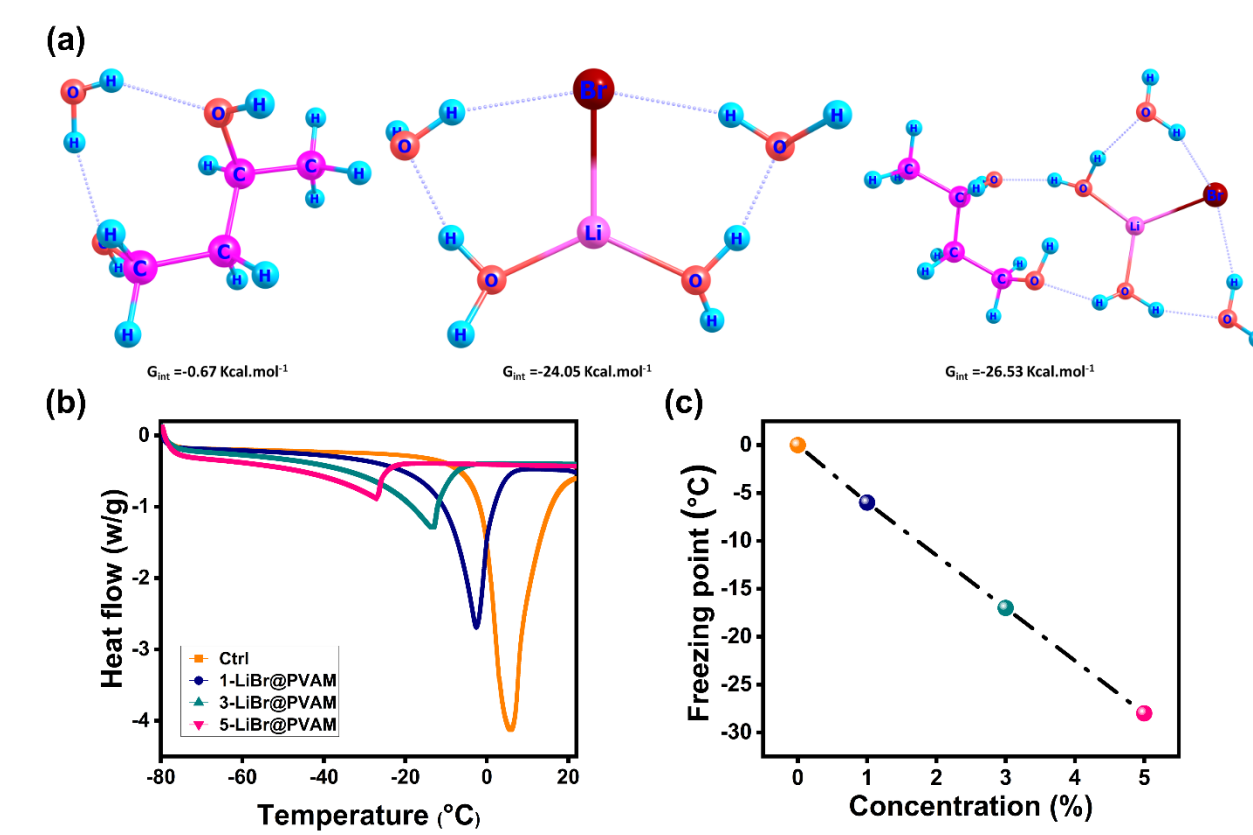 (a)
O H O H H C H C H H O H C C H H H H
Br H H O H O H H Li H O O H H H
H O H H H C H H O H O H Br C H Li H C H O H H C O H O H H H O H
G int =-0.67 Kcal.mol-1
G int =-24.05 Kcal.mol-1
G int =-26.53 Kcal.mol-1
(b)
0
-1
-2
-3
-4
Heat flow (w/g)
Ctrl
1-LiBr@PVAM
3-LiBr@PVAM
5-LiBr@PVAM
-80 -60 -40 -20 0 20
Temperature (°C)
(c)
0
-5
-10
-15
-20
-25
-30
Freezing point (°C)
0 1 2 3 4 5
Concentration (%)